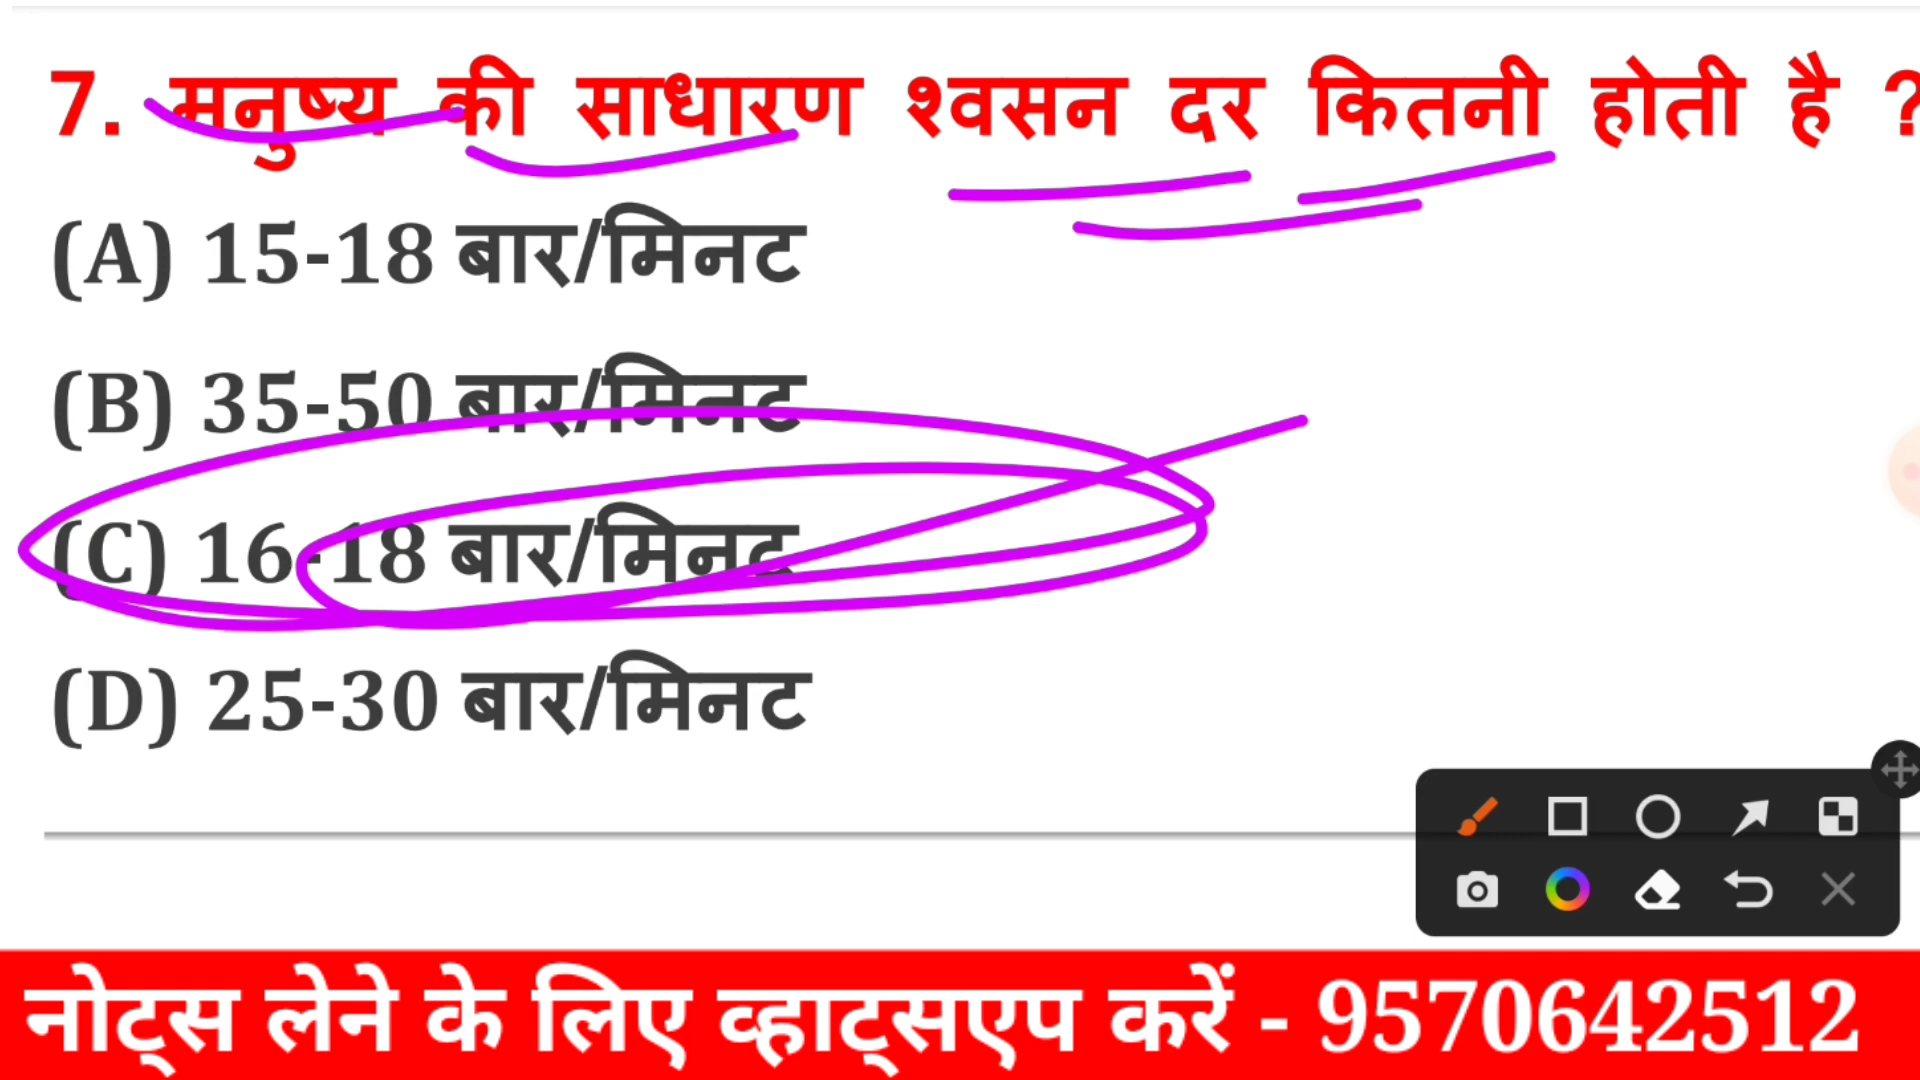 7. मनुष्य की साधारण श्वसन दर कितनी होती है ?
(A) 15-18 बार/मिनट
(B) 35-50 बार/मिनट
(C) 16-18 बार/मिनट
(D) 25-30 बार/मिनट
नोट्स लेने के लिए व्हाट्सएप करें - 9570642512